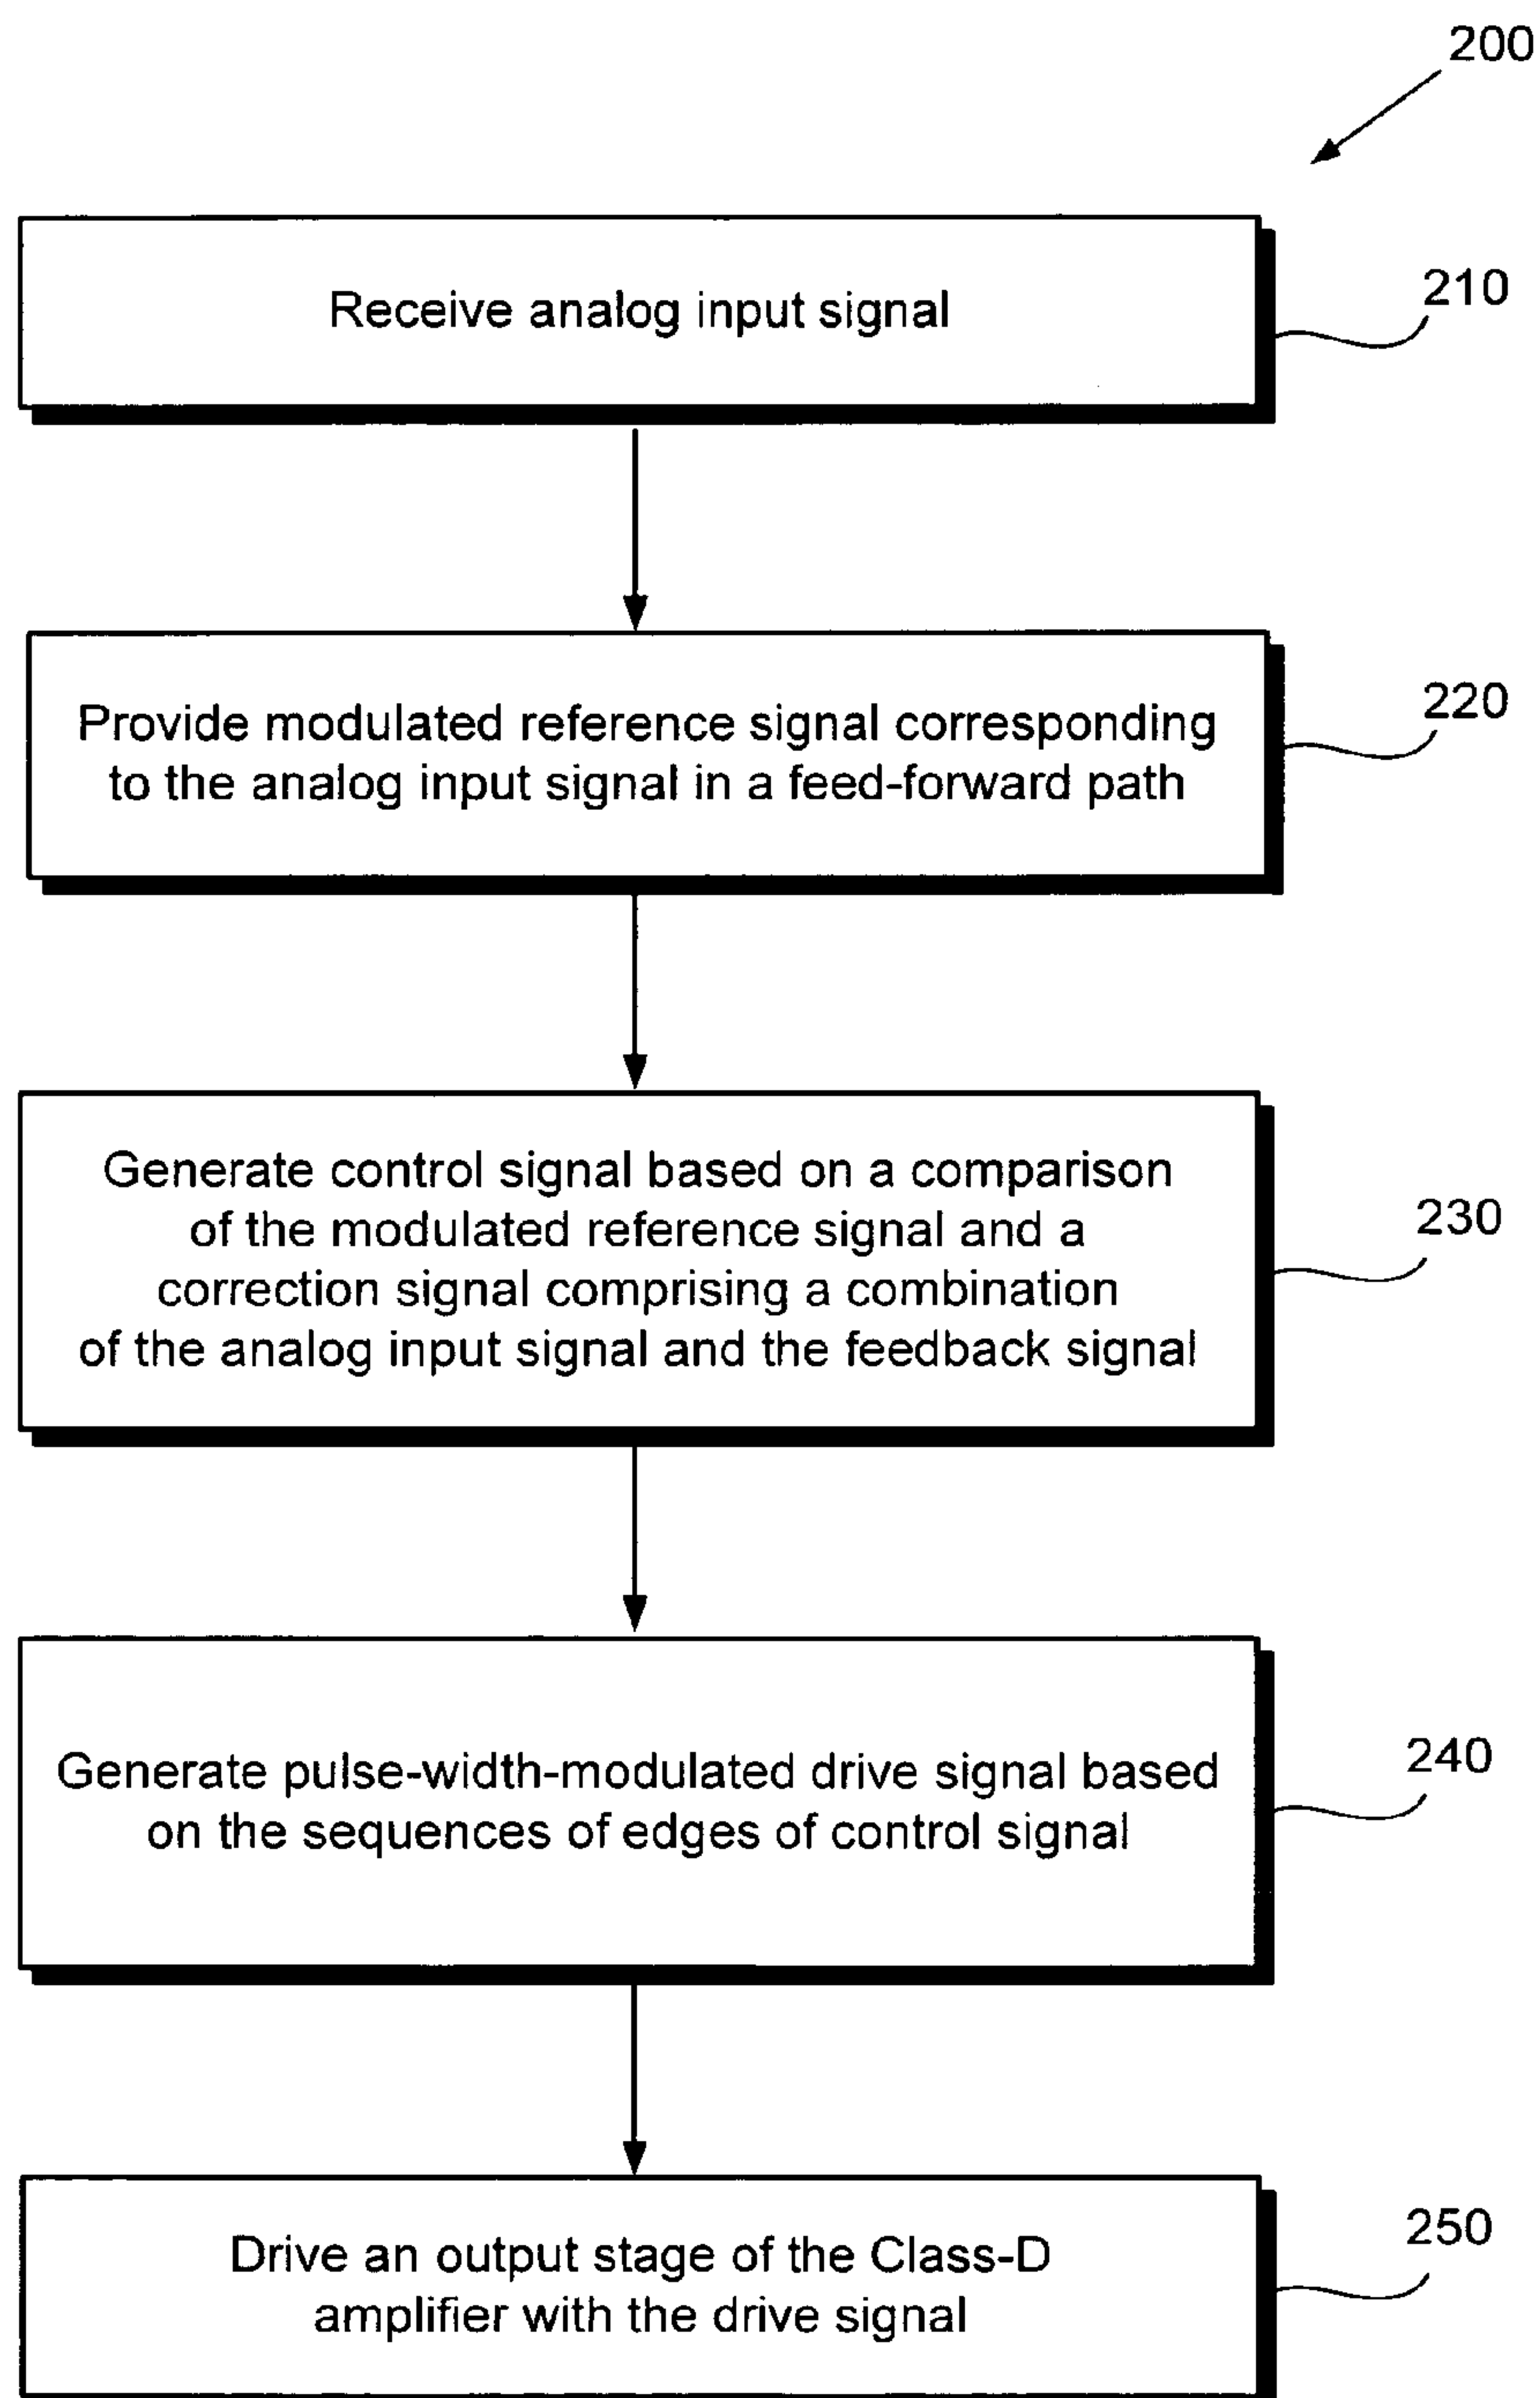 200
Receive analog input signal
210
Provide modulated reference signal corresponding
to the analog input signal in a feed-forward path
220
Generate control signal based on a comparison
of the modulated reference signal and a
correction signal comprising a combination
of the analog input signal and the feedback signal
230
Generate pulse-width-modulated drive signal based
on the sequences of edges of control signal
240
Drive an output stage of the Class-D
amplifier with the drive signal
250